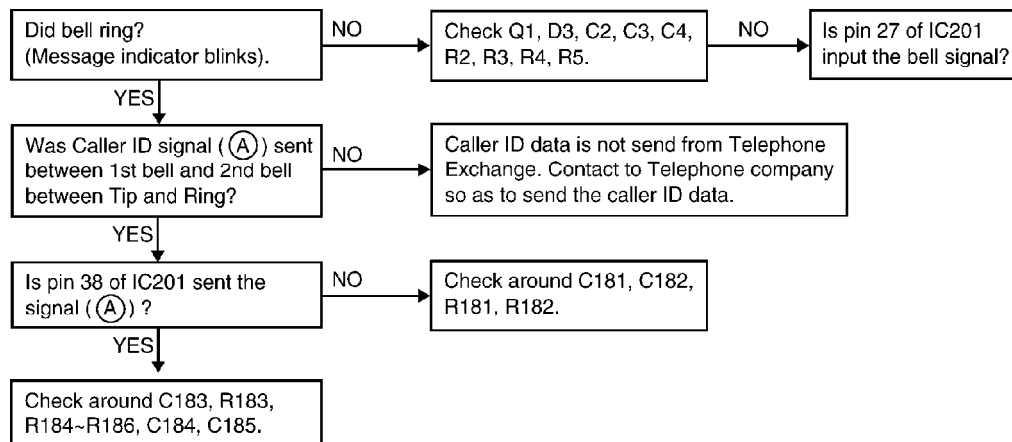 Did bell ring?
(Message indicator blinks).
NO
Check Q1, D3, C2, C3, C4,
R2, R3, R4, R5.
NO
Is pin 27 of IC201
input the bell signal?
YES
Was Caller ID signal (Ⓐ) sent
between 1st bell and 2nd bell
between Tip and Ring?
NO
Caller ID data is not send from Telephone
Exchange. Contact to Telephone company
so as to send the caller ID data.
YES
Is pin 38 of IC201 sent the
signal (Ⓐ) ?
NO
Check around C181, C182,
R181, R182.
YES
Check around C183, R183,
R184~R186, C184, C185.